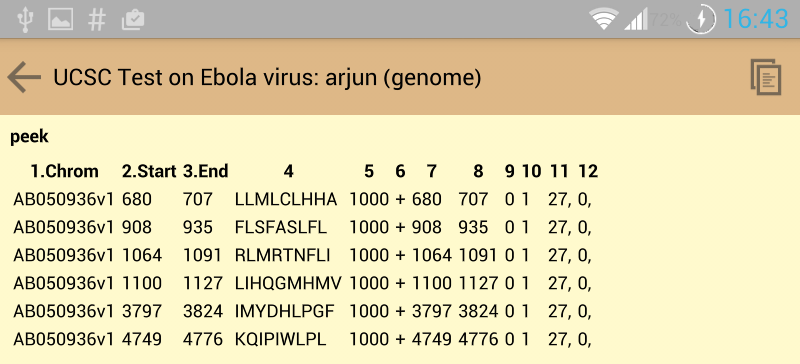 72% 16:43
UCSC Test on Ebola virus: arjun (genome)
peek
1.Chrom 2.Start 3.End 4 5 6 7 8 9 10 11 12
AB050936v1 680 707 LLMLCLHHA 1000 + 680 707 0 1 27, 0,
AB050936v1 908 935 FLSFASLFL 1000 + 908 935 0 1 27, 0,
AB050936v1 1064 1091 RLMRTNFLI 1000 + 1064 1091 0 1 27, 0,
AB050936v1 1100 1127 LIHQGMHMV 1000 + 1100 1127 0 1 27, 0,
AB050936v1 3797 3824 IMYDHLPGF 1000 + 3797 3824 0 1 27, 0,
AB050936v1 4749 4776 KQIPIWLPL 1000 + 4749 4776 0 1 27, 0,